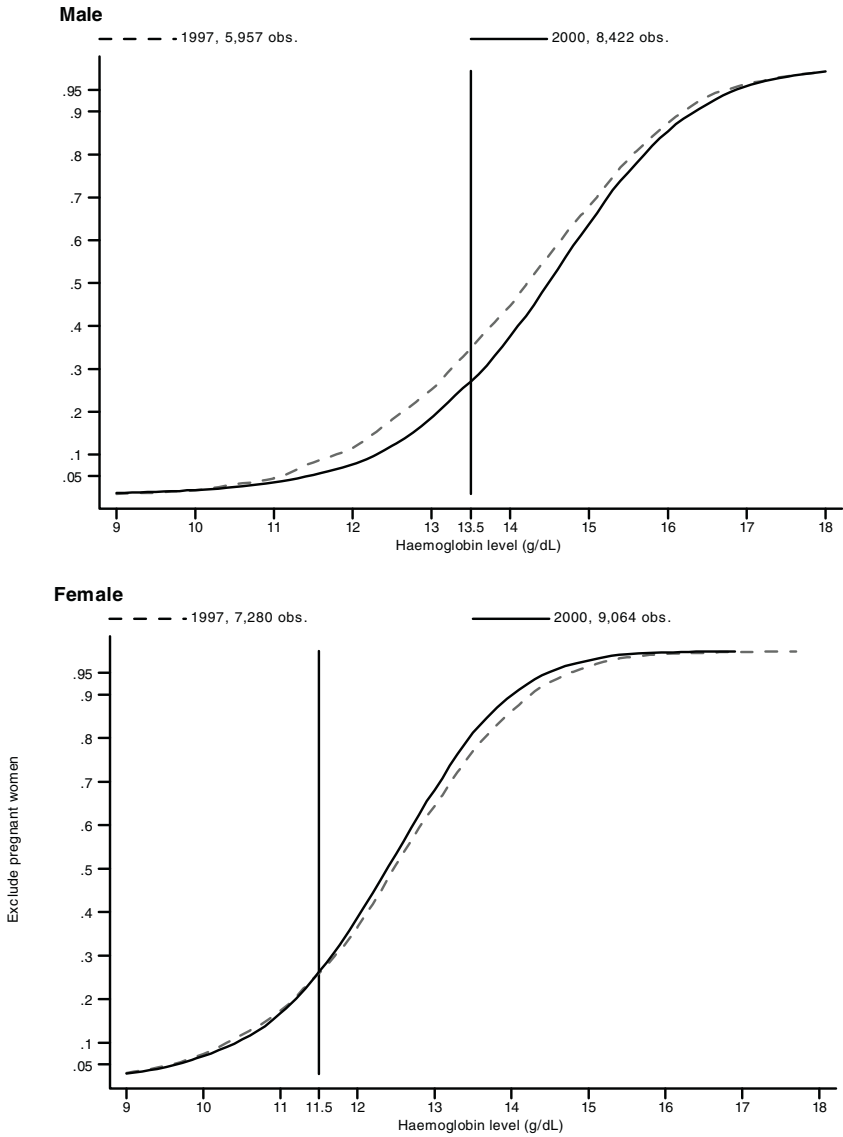 Male
1997, 5,957 obs.
2000, 8,422 obs.
.95
.9
.8
.7
.6
.5
.4
.3
.2
.1
.05
9 10 11 12 13 13.5 14 15 16 17 18
Haemoglobin level (g/dL)
Female
1997, 7,280 obs.
2000, 9,064 obs.
Exclude pregnant women
.95
.9
.8
.7
.6
.5
.4
.3
.2
.1
.05
9 10 11 11.5 12 13 14 15 16 17 18
Haemoglobin level (g/dL)